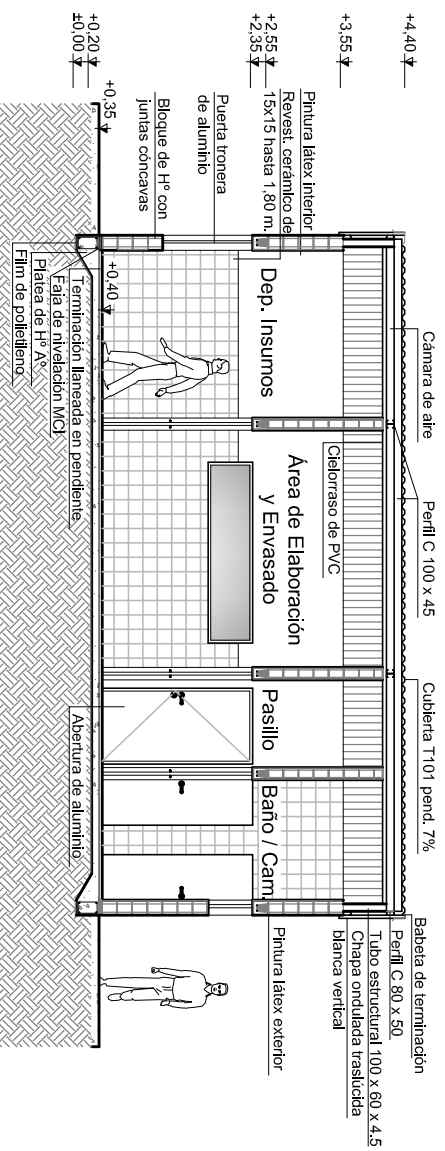 +4,40
+3,55
+2,55
+2,35
+0,20
±0,00
+0,35
+0,40
Cámara de aire
Perfil C 100 x 45
Cubierta T101 pend. 7%
Babeta de terminación
Perfil C 80 x 50
Tubo estructural 100 x 60 x 4.5
Chapa ondulada traslúcida
blanca vertical
Pintura látex interior
Revest. cerámico de
15x15 hasta 1,80 m.
Puerta tronera
de aluminio
Bloque de Hº con
juntas cóncavas
Cielorraso de PVC
Dep. Insumos
Área de Elaboración
y Envasado
Pasillo
Baño / Cam.
Pintura látex exterior
Terminación llaneada en pendiente
Faja de nivelación MCI
Platea de Hº Aº
Film de polietileno
Abertura de aluminio